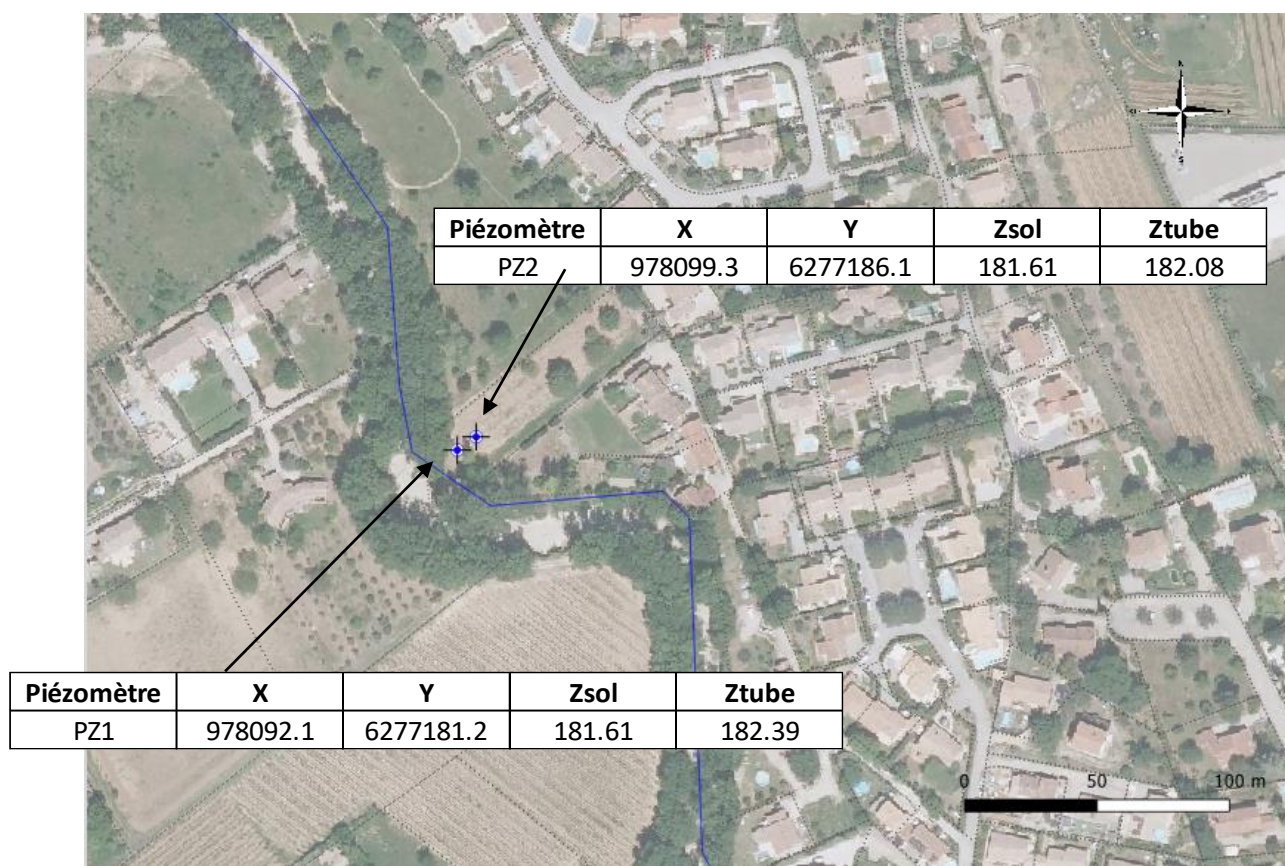 N
O
E
S
Piézomètre X Y Zsol Ztube
PZ2 978099.3 6277186.1 181.61 182.08
Piézomètre X Y Zsol Ztube
PZ1 978092.1 6277181.2 181.61 182.39
0 50 100 m